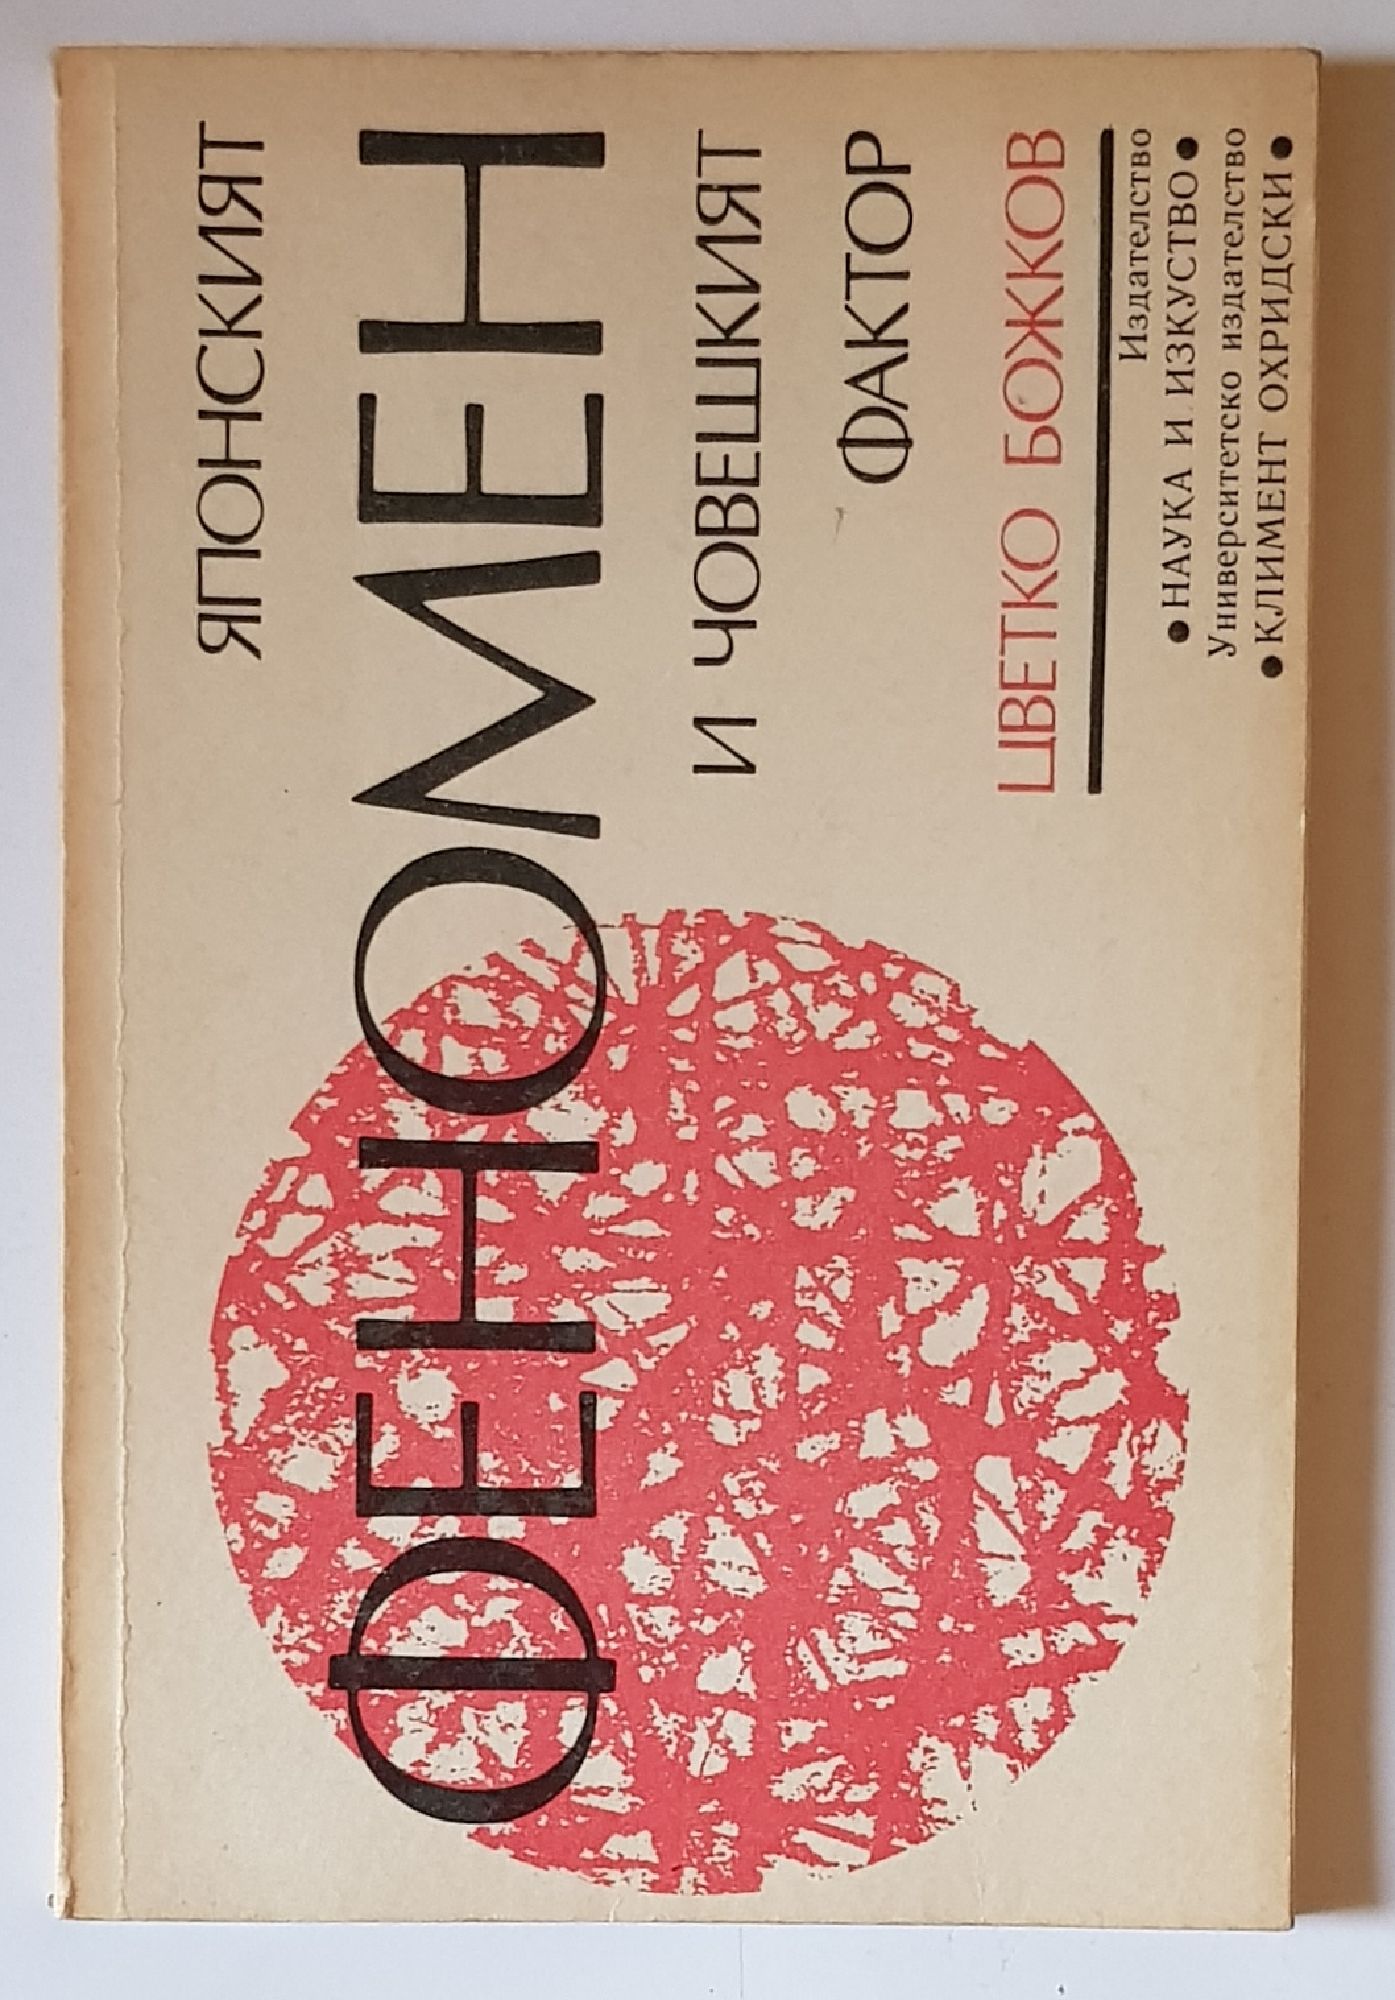 ЯПОНСКИЯТ
ФЕНОМЕН
И ЧОВЕШКИЯТ
ФАКТОР
ЦВЕТКО БОЖКОВ
Издателство
• НАУКА И ИЗКУСТВО •
Университетско издателство
• КЛИМЕНТ ОХРИДСКИ •